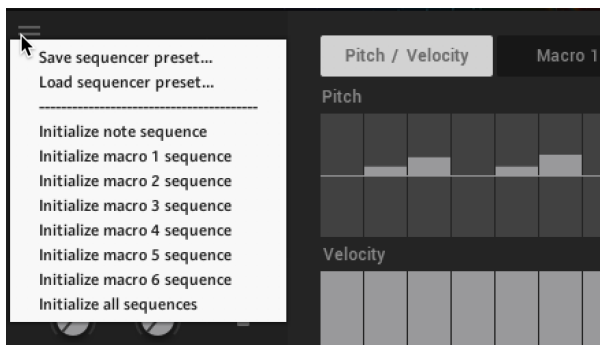 Save sequencer preset...
Load sequencer preset...
----------------------------------------
Initialize note sequence
Initialize macro 1 sequence
Initialize macro 2 sequence
Initialize macro 3 sequence
Initialize macro 4 sequence
Initialize macro 5 sequence
Initialize macro 6 sequence
Initialize all sequences
Pitch / Velocity
Macro 1
Pitch
Velocity